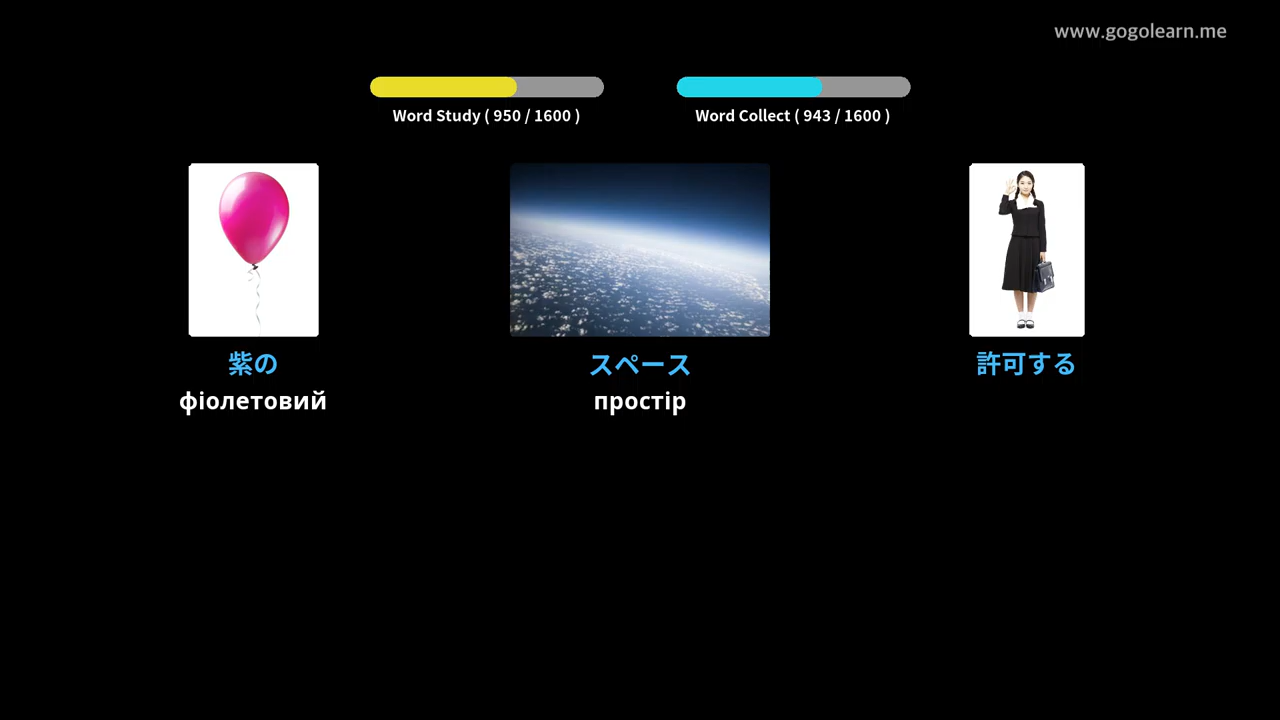 www.gogolearn.me
Word Study ( 950 / 1600 )
Word Collect ( 943 / 1600 )
紫の
スペース
許可する
фіолетовий
простір